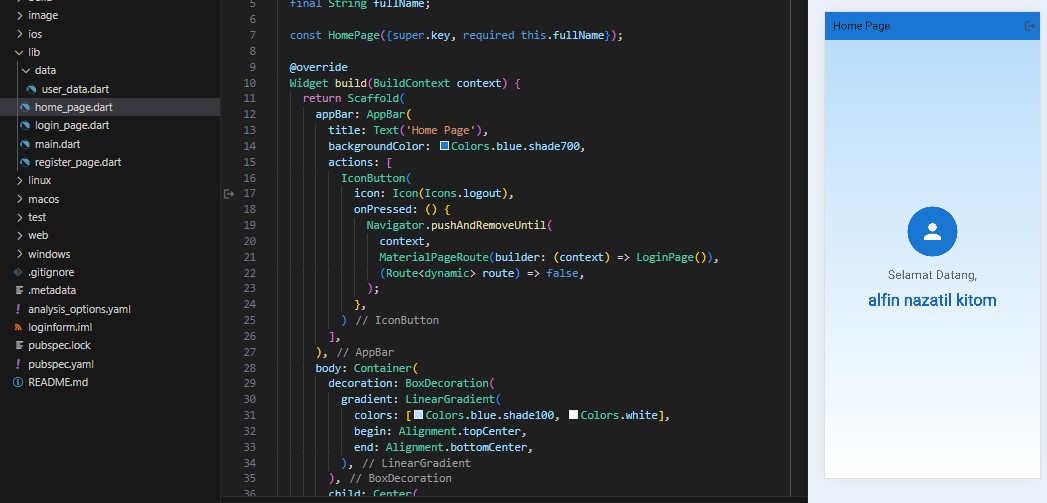 image
ios
lib
data
user_data.dart
home_page.dart
login_page.dart
main.dart
register_page.dart
linux
macos
test
web
windows
.gitignore
.metadata
analysis_options.yaml
loginform.iml
pubspec.lock
pubspec.yaml
README.md
5 final String fullName;
6
7 const HomePage({super.key, required this.fullName});
8
9 @override
10 Widget build(BuildContext context) {
11 return Scaffold(
12 appBar: AppBar(
13 title: Text('Home Page'),
14 backgroundColor: Colors.blue.shade700,
15 actions: [
16 IconButton(
17 icon: Icon(Icons.logout),
18 onPressed: () {
19 Navigator.pushAndRemoveUntil(
20 context,
21 MaterialPageRoute(builder: (context) => LoginPage()),
22 (Route<dynamic> route) => false,
23 );
24 },
25 ) // IconButton
26 ],
27 ), // AppBar
28 body: Container(
29 decoration: BoxDecoration(
30 gradient: LinearGradient(
31 colors: [Colors.blue.shade100, Colors.white],
32 begin: Alignment.topCenter,
33 end: Alignment.bottomCenter,
34 ), // LinearGradient
35 ), // BoxDecoration
36 child: Center(
Home Page
Selamat Datang,
alfin nazatil kitom